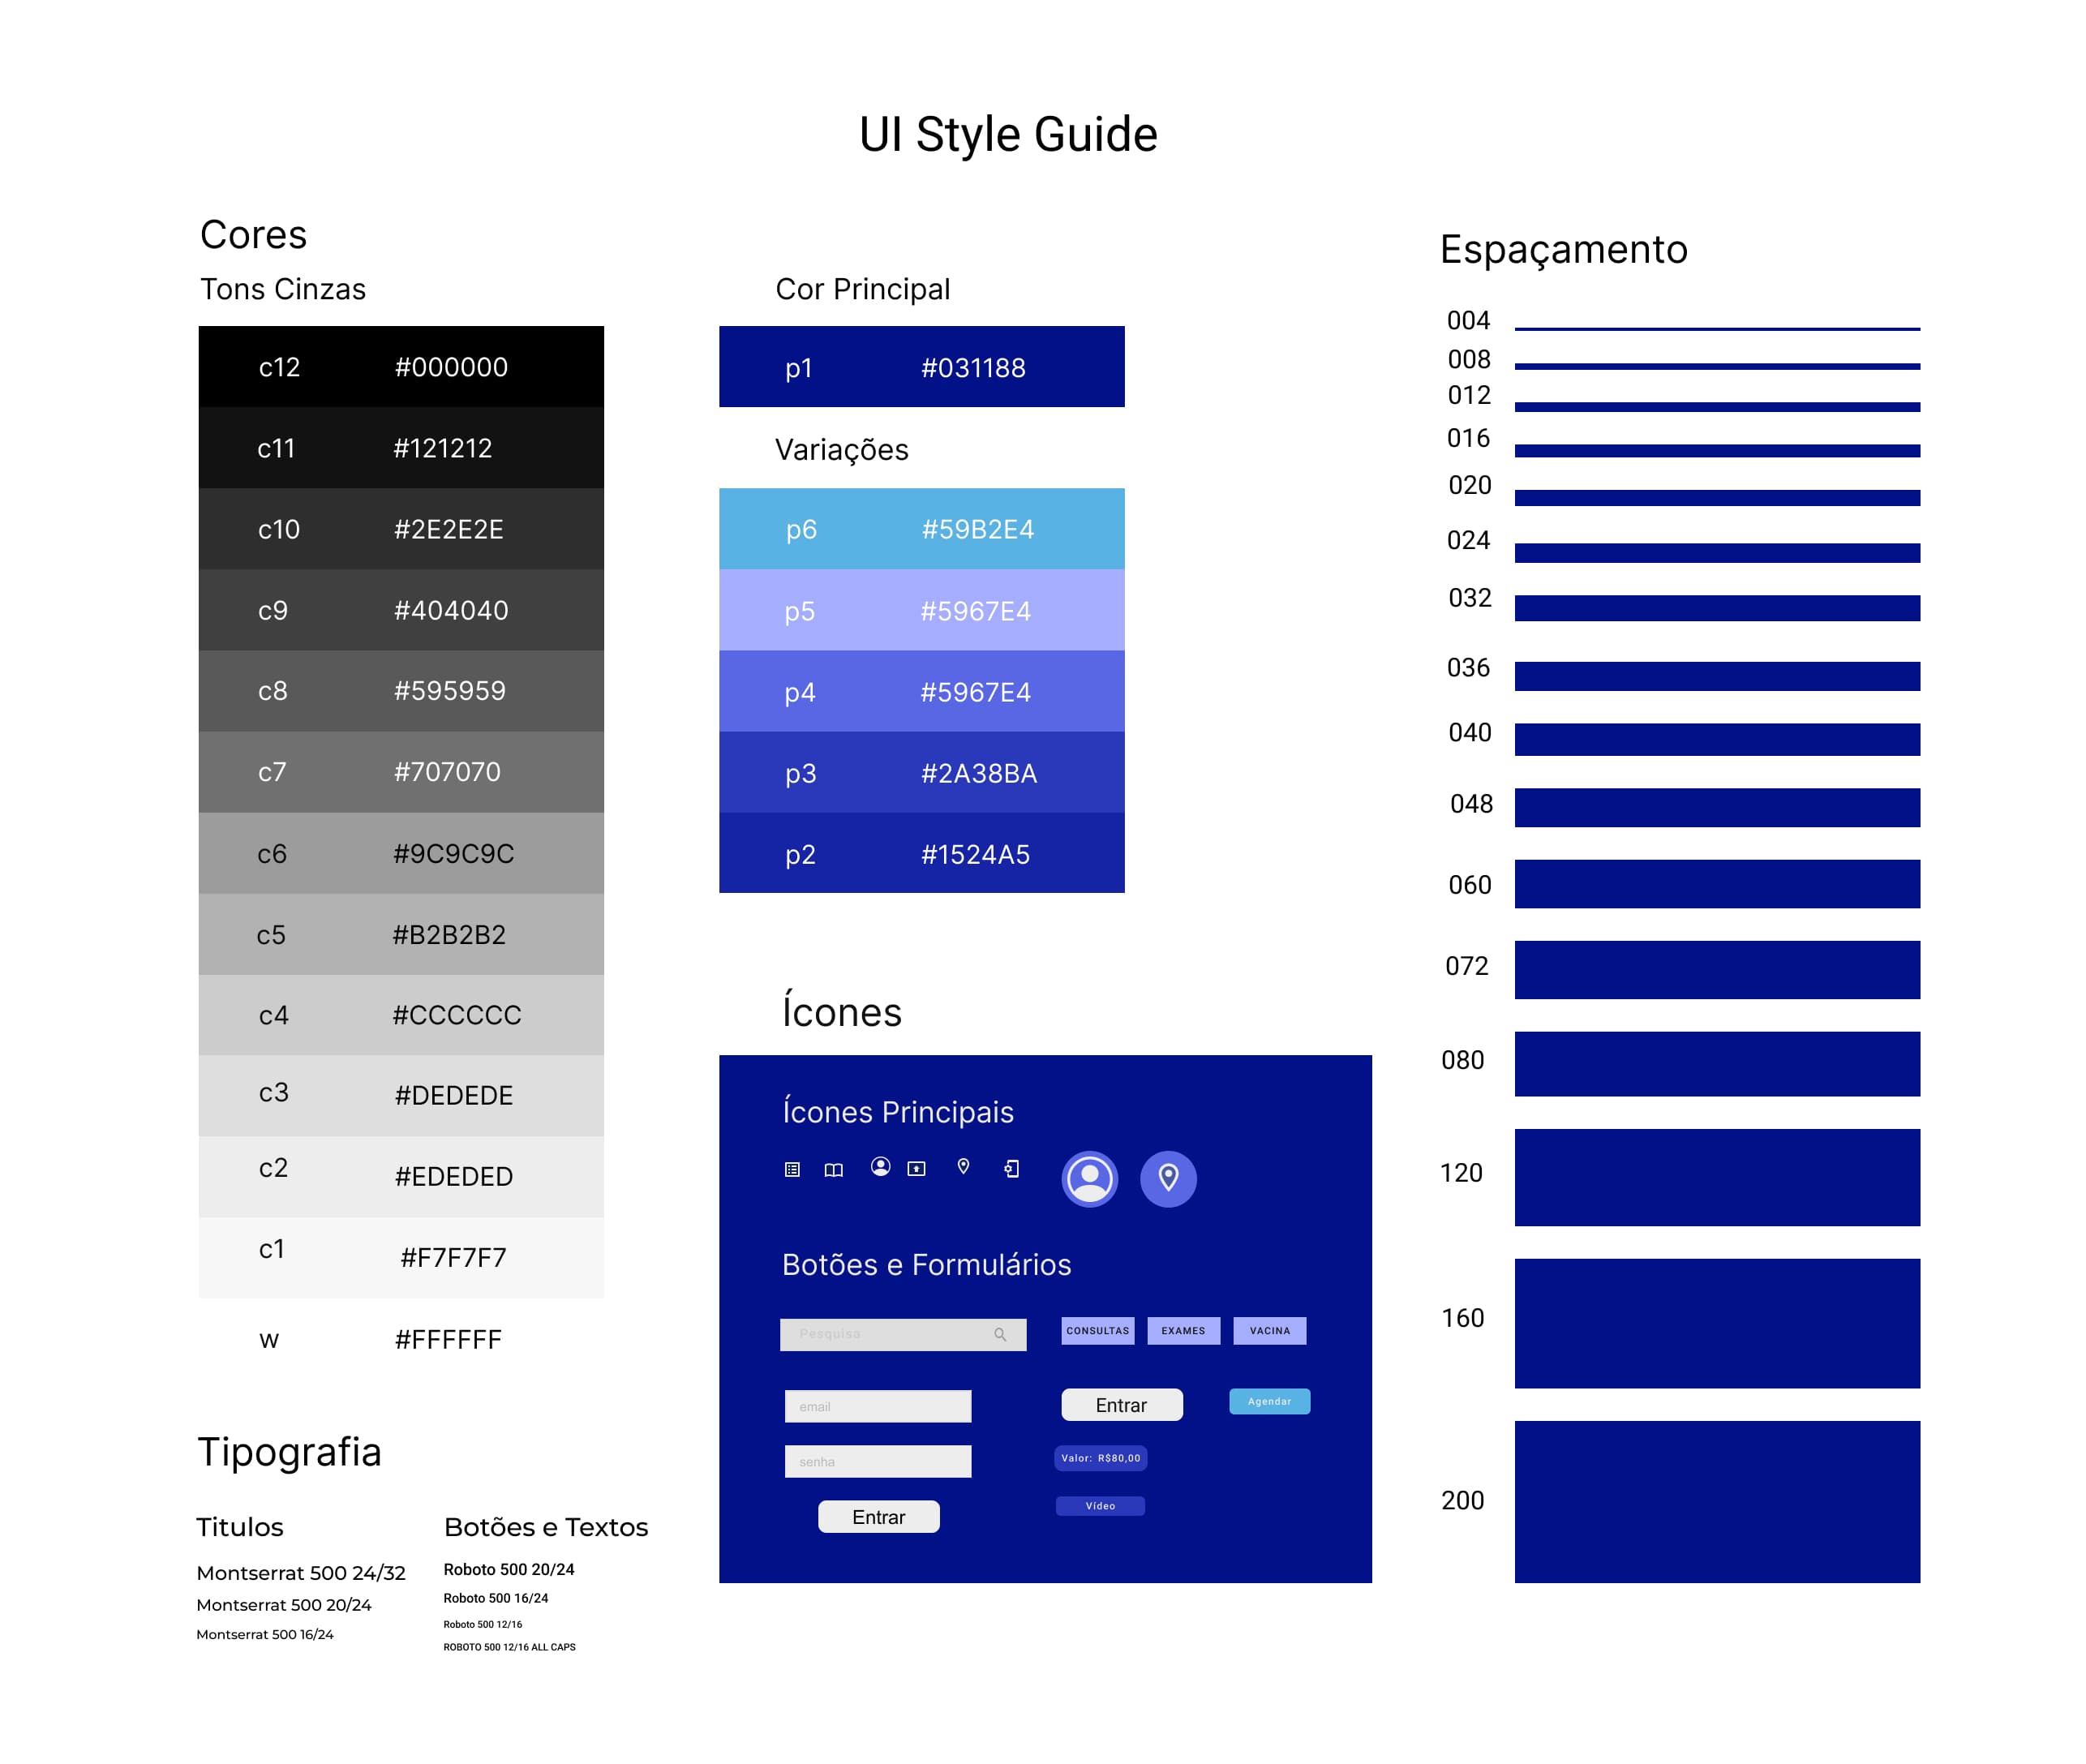 UI Style Guide
Cores
Tons Cinzas
c12 #000000
c11 #121212
c10 #2E2E2E
c9 #404040
c8 #595959
c7 #707070
c6 #9C9C9C
c5 #B2B2B2
c4 #CCCCCC
c3 #DEDEDE
c2 #EDEDED
c1 #F7F7F7
w #FFFFFF
Cor Principal
p1 #031188
Variações
p6 #59B2E4
p5 #5967E4
p4 #5967E4
p3 #2A38BA
p2 #1524A5
Ícones
Ícones Principais
Botões e Formulários
Pesquisa
CONSULTAS EXAMES VACINA
email
Entrar Agendar
senha
Valor: R$80,00
Vídeo
Entrar
Espaçamento
004
008
012
016
020
024
032
036
040
048
060
072
080
120
160
200
Tipografia
Titulos
Montserrat 500 24/32
Montserrat 500 20/24
Montserrat 500 16/24
Botões e Textos
Roboto 500 20/24
Roboto 500 16/24
Roboto 500 12/16
ROBOTO 500 12/16 ALL CAPS